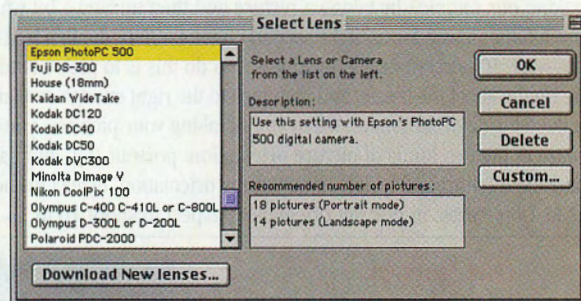 Select Lens
Epson PhotoPC 500
Fuji DS-300
House (18mm)
Kaidan WideTake
Kodak DC120
Kodak DC40
Kodak DC50
Kodak DVC300
Minolta Dimage V
Nikon CoolPix 100
Olympus C-400 C-410L or C-800L
Olympus D-300L or D-200L
Polaroid PDC-2000
Download New lenses...
Select a Lens or Camera
from the list on the left.
Description:
Use this setting with Epson's PhotoPC
500 digital camera.
Recommended number of pictures:
18 pictures (Portrait mode)
14 pictures (Landscape mode)
OK
Cancel
Delete
Custom...